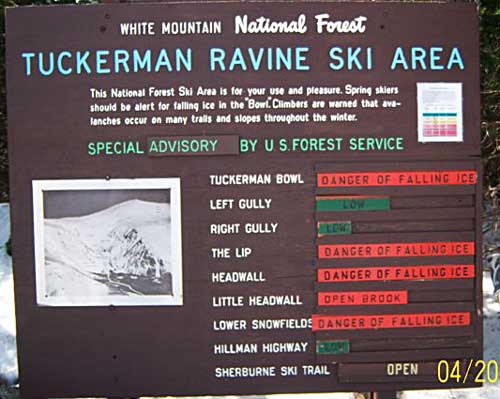 WHITE MOUNTAIN National Forest
TUCKERMAN RAVINE SKI AREA
This National Forest Ski Area is for your use and pleasure. Spring skiers
should be alert for falling ice in the "Bowl". Climbers are warned that ava-
lanches occur on many trails and slopes throughout the winter.
SPECIAL ADVISORY BY U.S. FOREST SERVICE
TUCKERMAN BOWL DANGER OF FALLING ICE
LEFT GULLY LOW
RIGHT GULLY LOW
THE LIP DANGER OF FALLING ICE
HEADWALL DANGER OF FALLING ICE
LITTLE HEADWALL OPEN BROOK
LOWER SNOWFIELDS DANGER OF FALLING ICE
HILLMAN HIGHWAY LOW
SHERBURNE SKI TRAIL OPEN
04/20